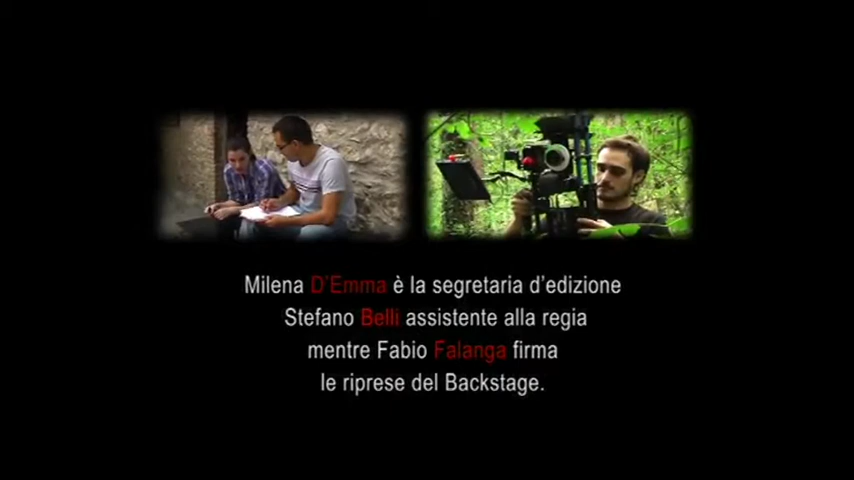 Milena D'Emma è la segretaria d'edizione
Stefano Belli assistente alla regia
mentre Fabio Falanga firma
le riprese del Backstage.